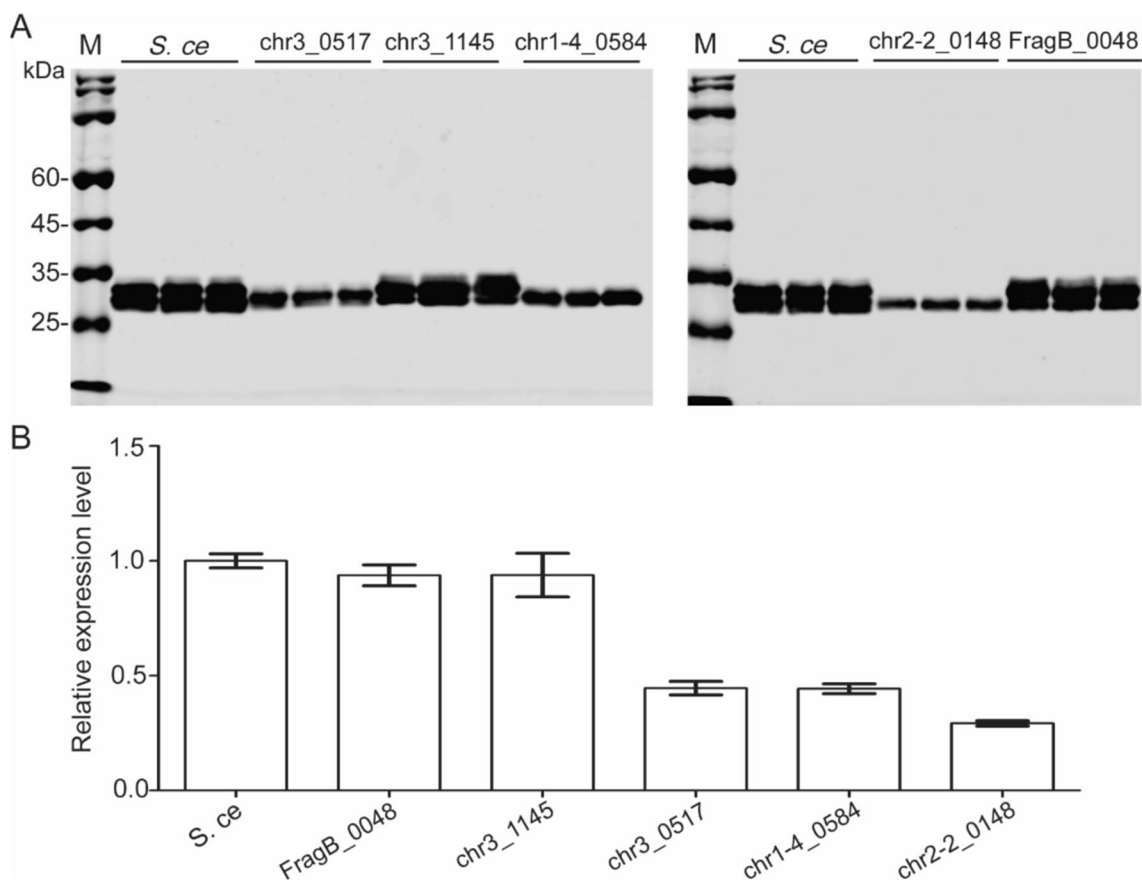 A
M S. ce chr3_0517 chr3_1145 chr1-4_0584 M S. ce chr2-2_0148 FragB_0048
kDa
60-
45-
35-
25-
B
1.5
1.0
0.5
0.0
Relative expression level
S. ce FragB_0048 chr3_1145 chr3_0517 chr1-4_0584 chr2-2_0148